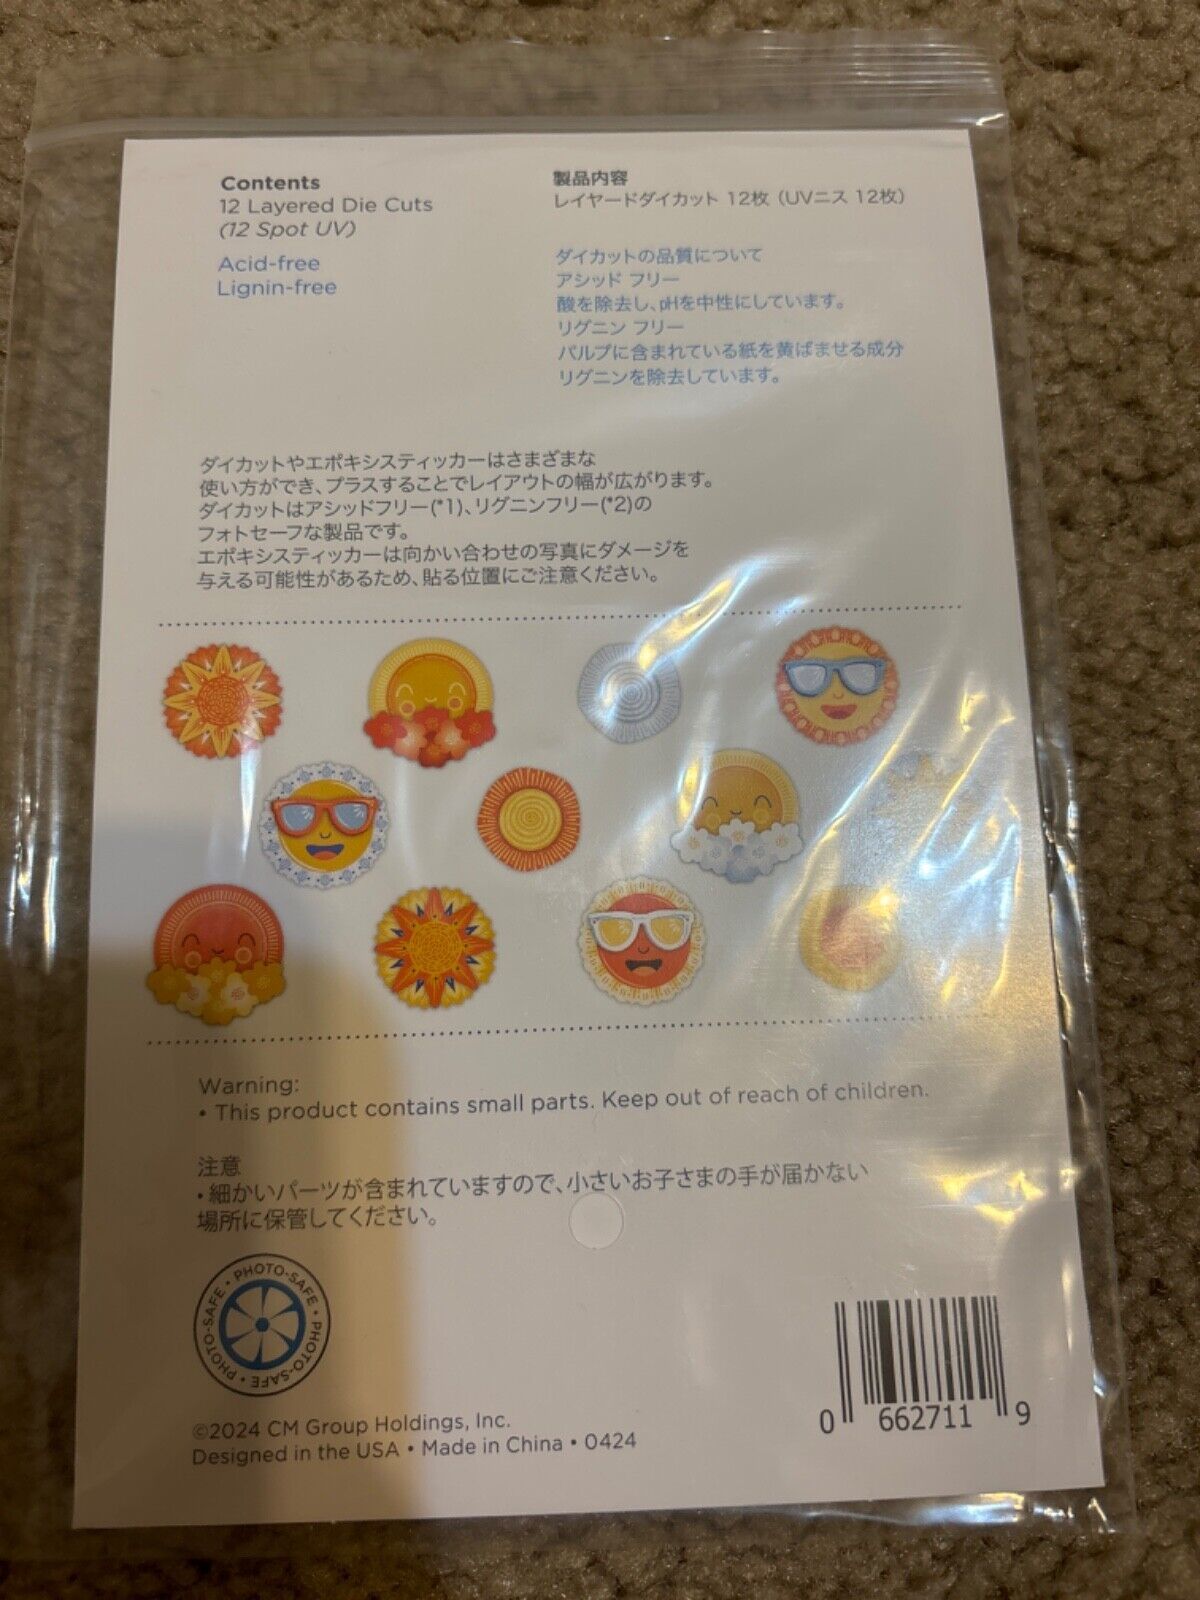 Contents
12 Layered Die Cuts
(12 Spot UV)
Acid-free
Lignin-free
製品内容
レイヤードダイカット 12枚 (UVニス 12枚)
ダイカットの品質について
アシッド フリー
酸を除去し、pHを中性にしています。
リグニン フリー
パルプに含まれている紙を黄ばませる成分
リグニンを除去しています。
ダイカットやエポキシスティッカーはさまざまな
使い方ができ、プラスすることでレイアウトの幅が広がります。
ダイカットはアシッドフリー(*1)、リグニンフリー(*2)の
フォトセーフな製品です。
エポキシスティッカーは向かい合わせの写真にダメージを
与える可能性があるため、貼る位置にご注意ください。
Warning:
• This product contains small parts. Keep out of reach of children.
注意
・細かいパーツが含まれていますので、小さいお子さまの手が届かない
場所に保管してください。
PHOTO-SAFE • PHOTO-SAFE • PHOTO-SAFE • PHOTO-SAFE •
©2024 CM Group Holdings, Inc.
Designed in the USA • Made in China • 0424
0 662711 9